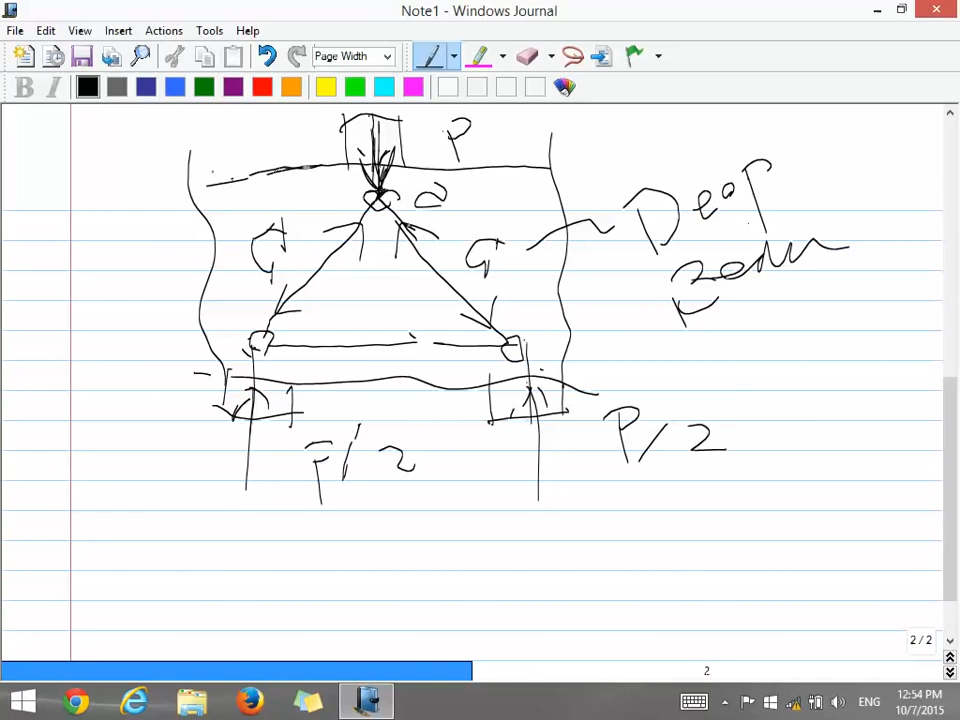 Note1 - Windows Journal
File Edit View Insert Actions Tools Help
Page Width
B I
P
a
q
q
Deep
Beam
P/2
P/2
2 / 2
2
ENG
12:54 PM
10/7/2015